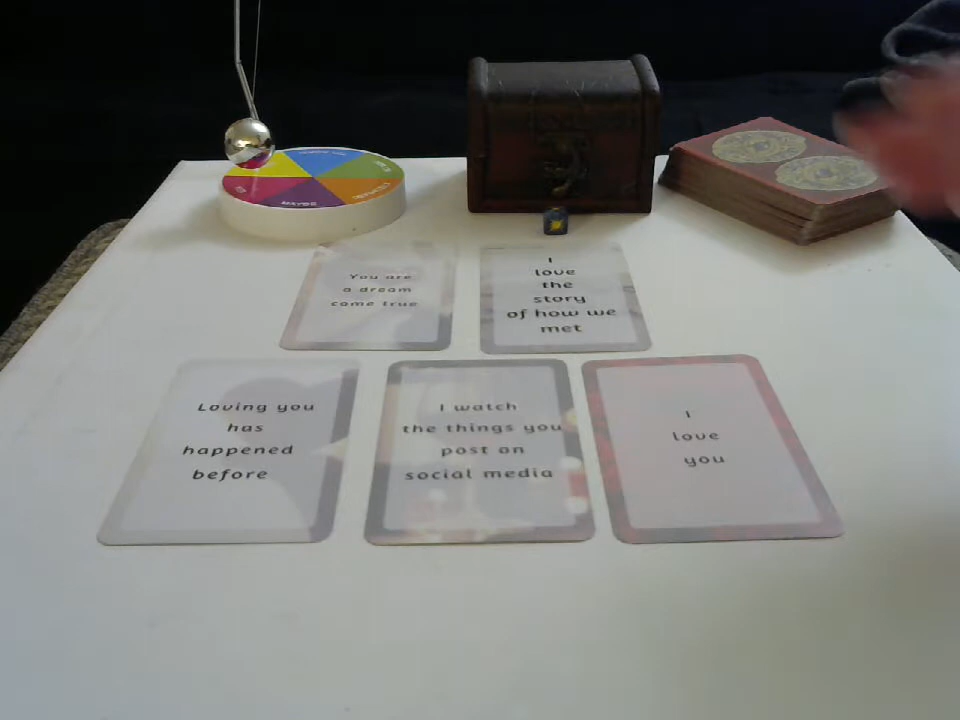 MAYBE
You are
a dream
come true
I
love
the
story
of how we
met
Loving you
has
happened
before
I watch
the things you
post on
social media
I
love
you